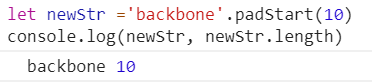 let newStr ='backbone'.padStart(10)
console.log(newStr, newStr.length)
  backbone 10